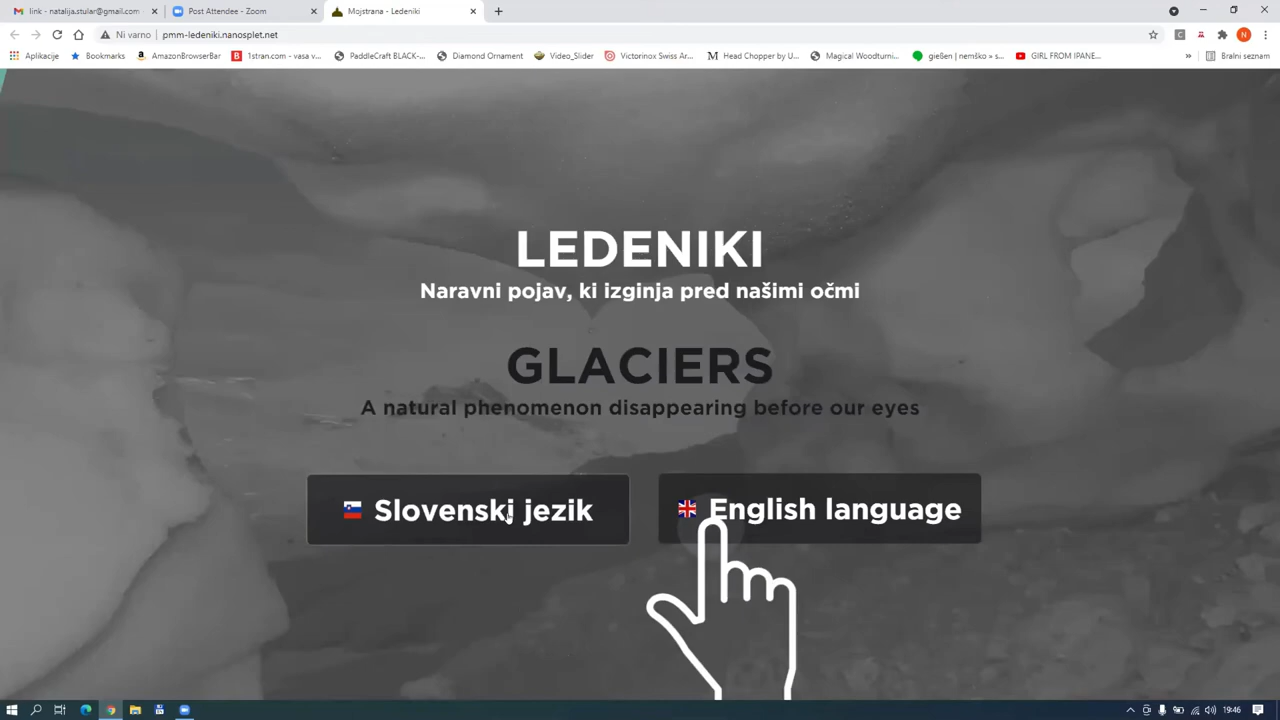 link - natalija.stular@gmail.com
Post Attendee - Zoom
Mojstrana - Ledeniki
Ni varno
pmm-ledeniki.nanosplet.net
Aplikacije
Bookmarks
AmazonBrowserBar
1stran.com - vasa v...
PaddleCraft BLACK-...
Diamond Ornament
Video_Slider
Victorinox Swiss Ar...
Head Chopper by U...
Magical Woodturni...
gießen | nemško » s...
GIRL FROM IPANE...
Bralni seznam
LEDENIKI
Naravni pojav, ki izginja pred našimi očmi
GLACIERS
A natural phenomenon disappearing before our eyes
Slovenski jezik
English language
19:46